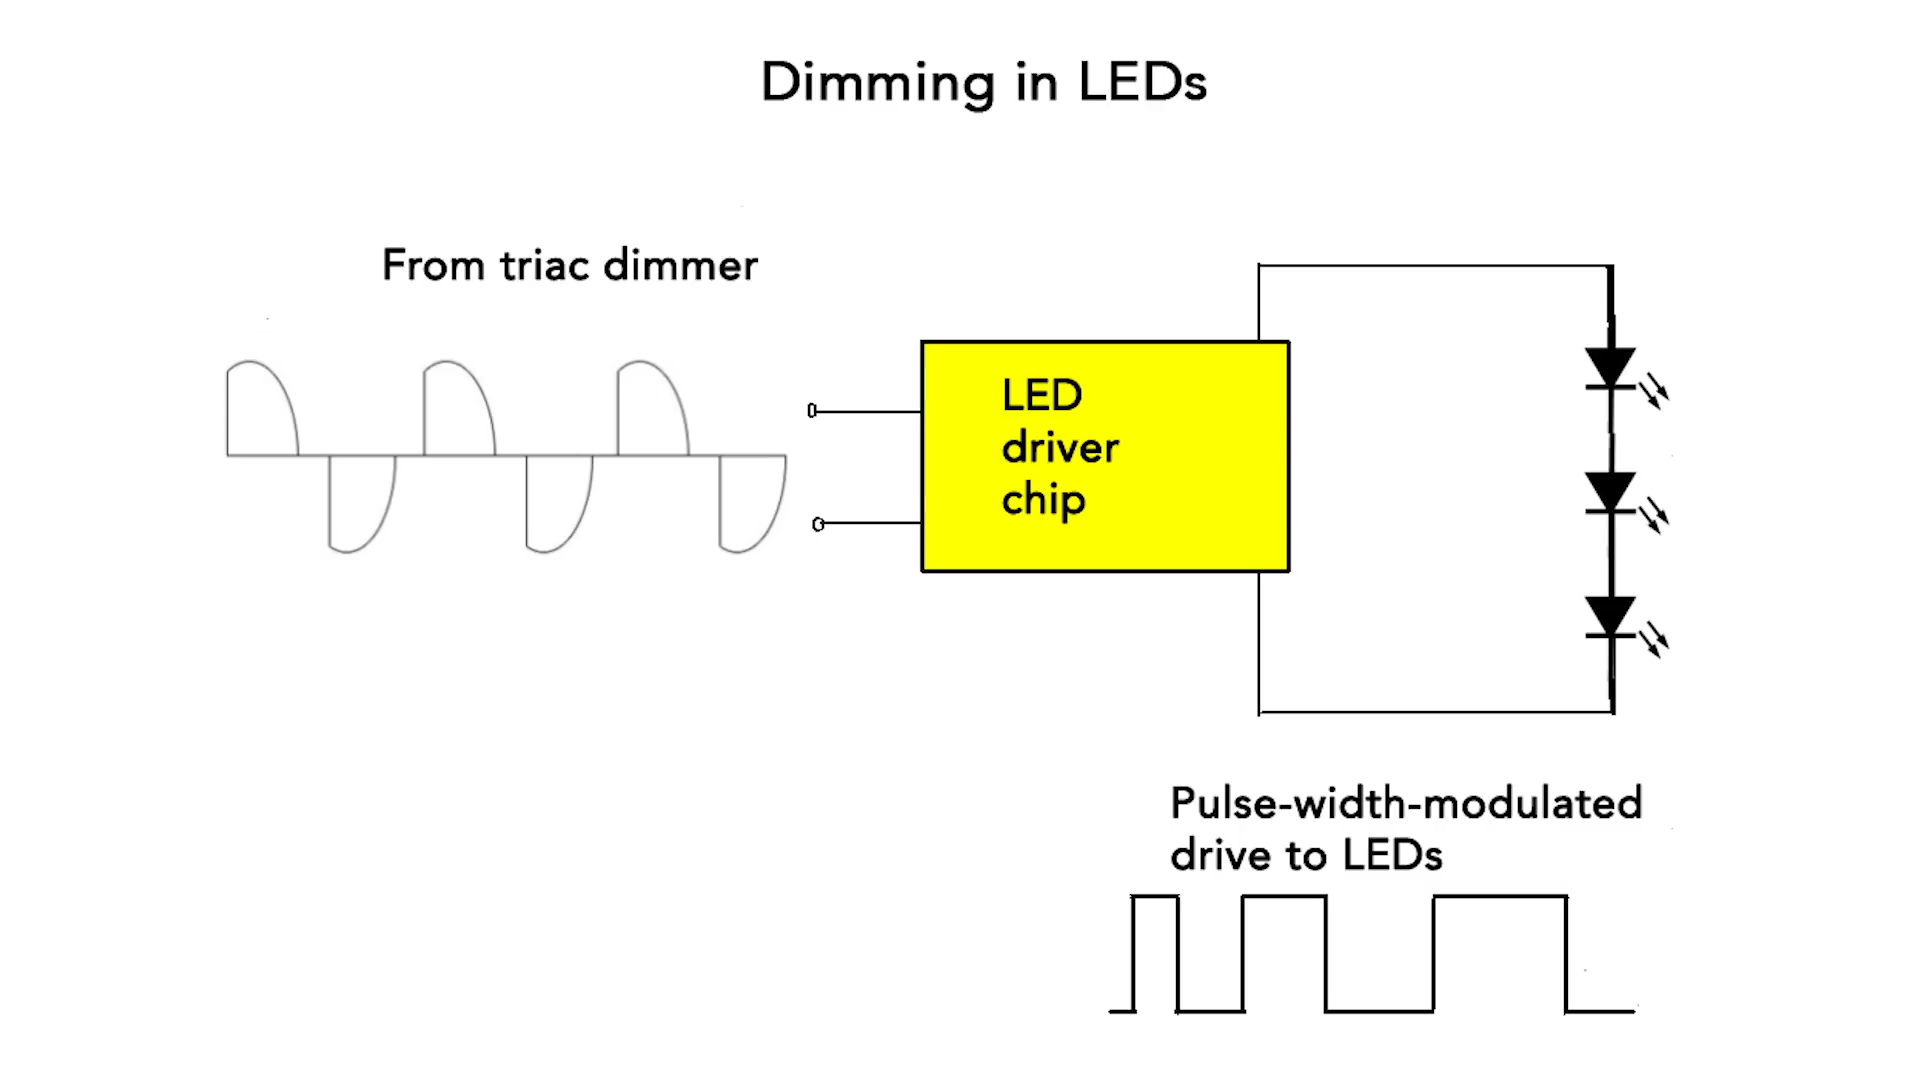 Dimming in LEDs
From triac dimmer
LED
driver
chip
Pulse-width-modulated
drive to LEDs